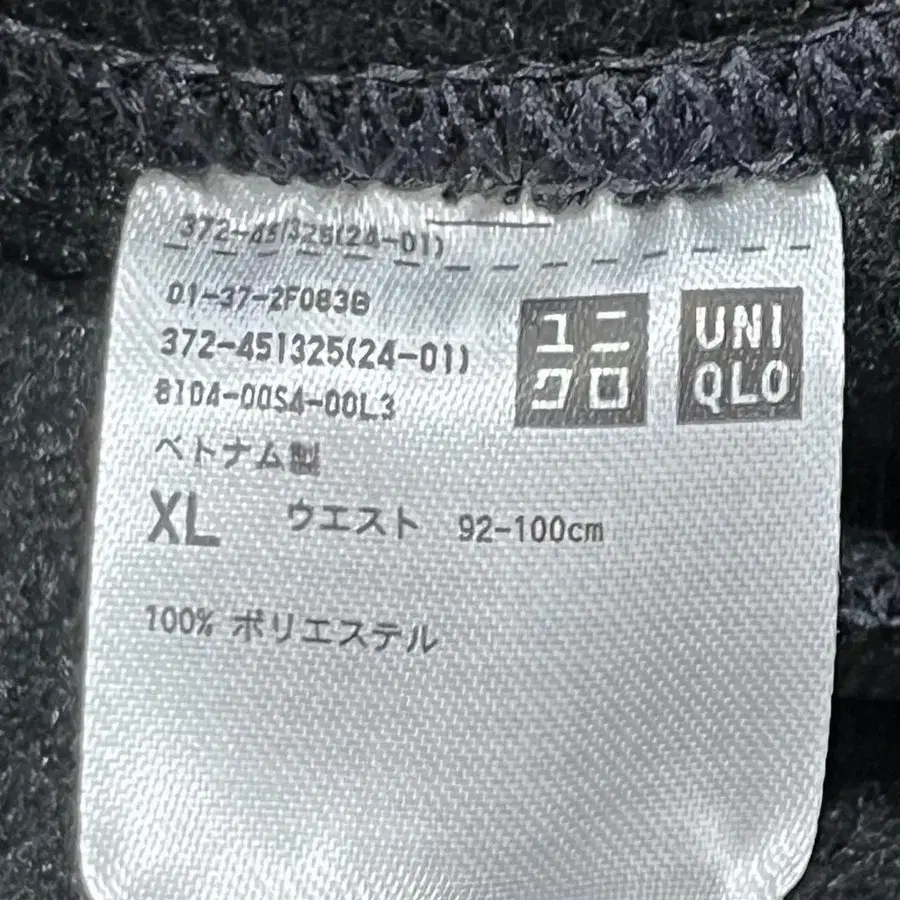 372-451325(24-01)
01-37-2F083B
372-451325(24-01)
8104-00S4-00L3
ユニ
クロ
UNI
QLO
ベトナム製
XL ウエスト 92-100cm
100% ポリエステル